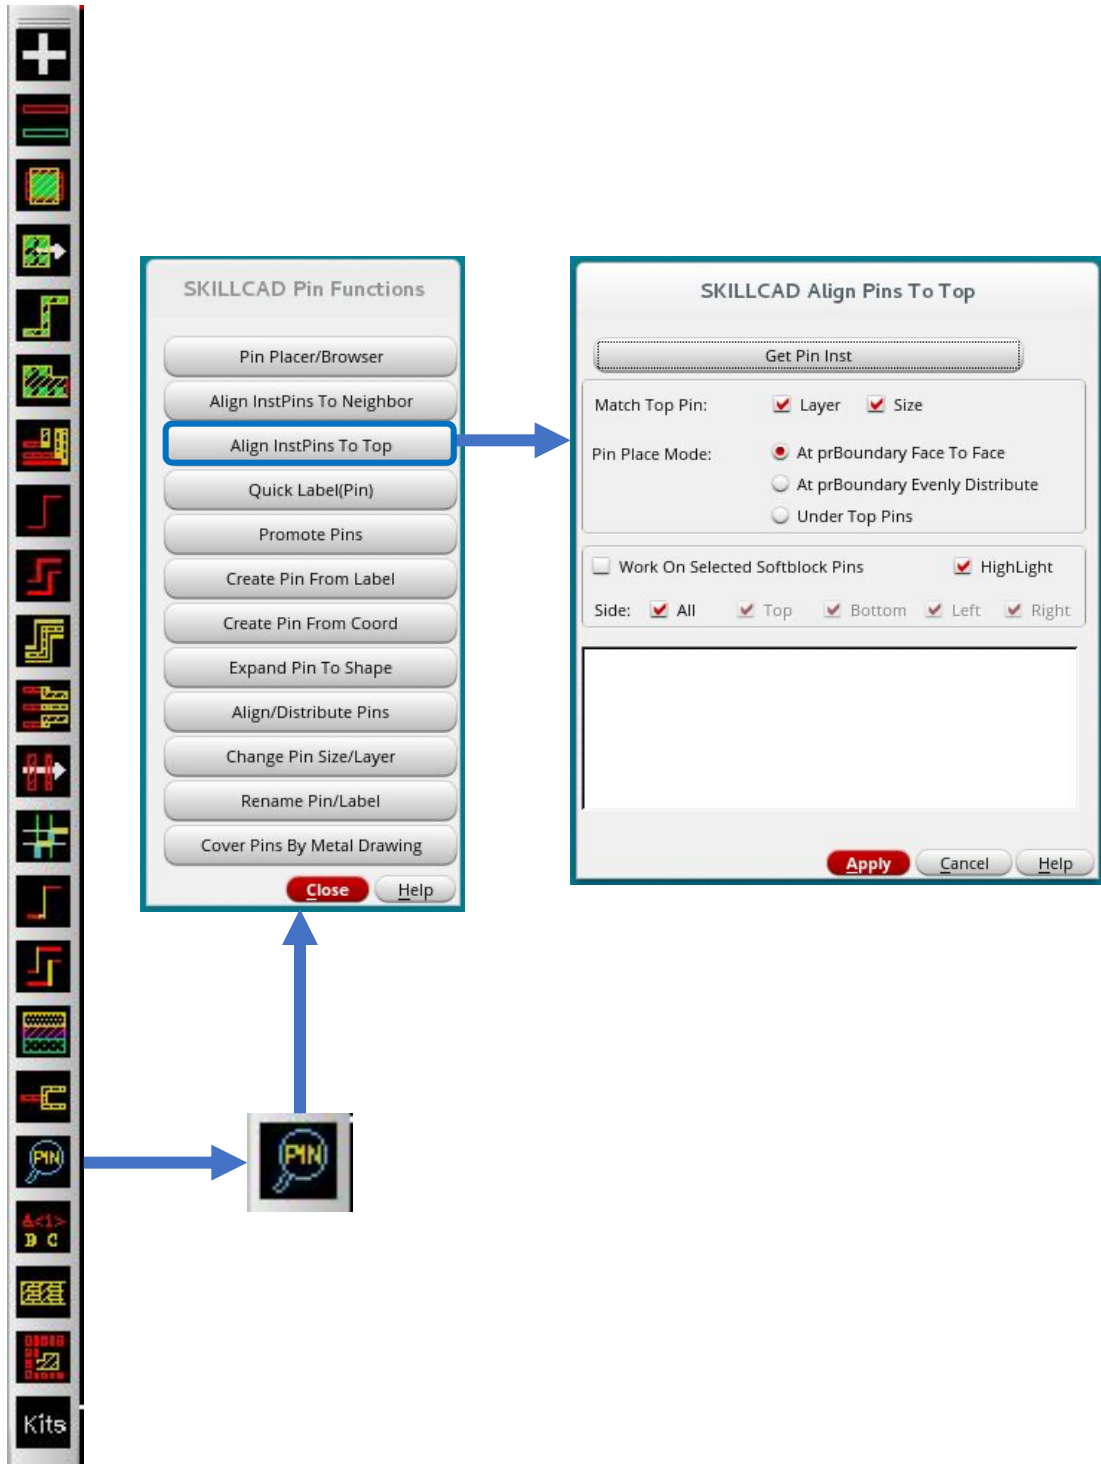 SKILLCAD Pin Functions
Pin Placer/Browser
Align InstPins To Neighbor
Align InstPins To Top
Quick Label(Pin)
Promote Pins
Create Pin From Label
Create Pin From Coord
Expand Pin To Shape
Align/Distribute Pins
Change Pin Size/Layer
Rename Pin/Label
Cover Pins By Metal Drawing
Close Help
SKILLCAD Align Pins To Top
Get Pin Inst
Match Top Pin: Layer Size
Pin Place Mode: At prBoundary Face To Face
At prBoundary Evenly Distribute
Under Top Pins
Work On Selected Softblock Pins HighLight
Side: All Top Bottom Left Right
Apply Cancel Help
PIN
PIN
A<1>
B C
Kits